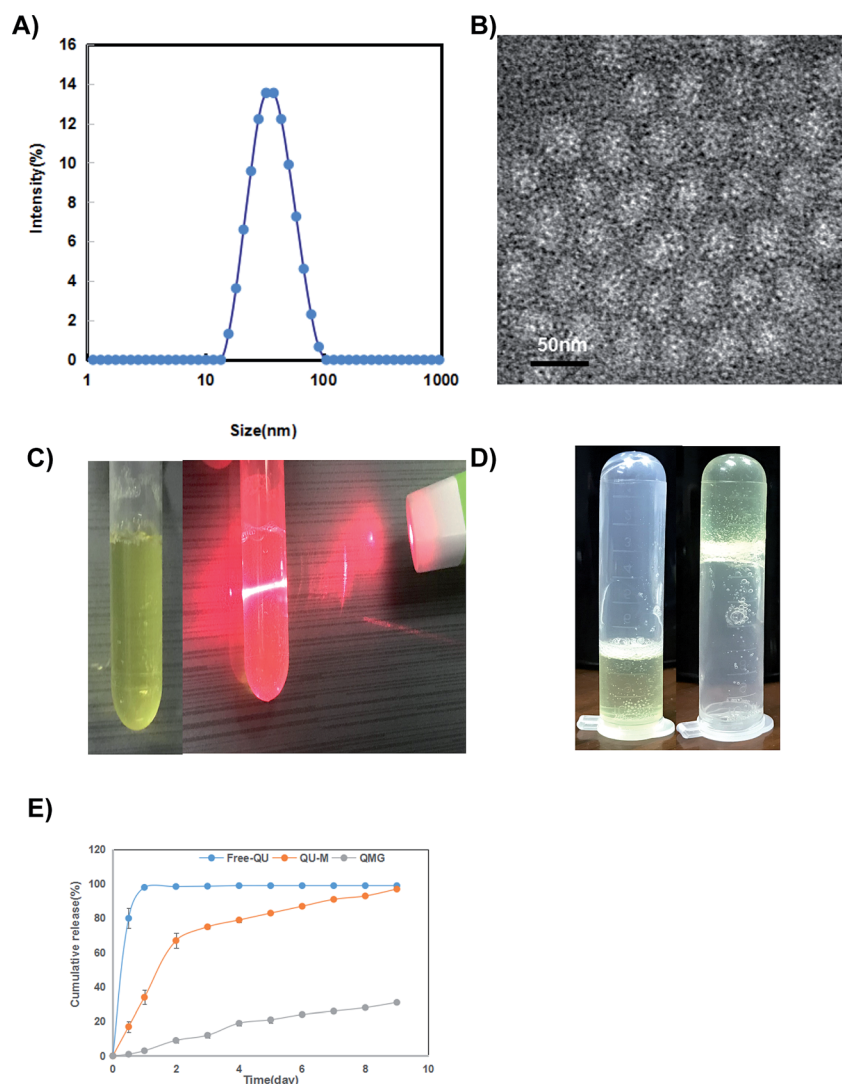 A)
16
14
12
10
8
6
4
2
0
Intensity(%)
1 10 100 1000
Size(nm)
B)
50nm
C)
D)
E)
120
100
80
60
40
20
0
Cumulative release(%)
Free-QU QU-M QMG
0 2 4 6 8 10
Time(day)